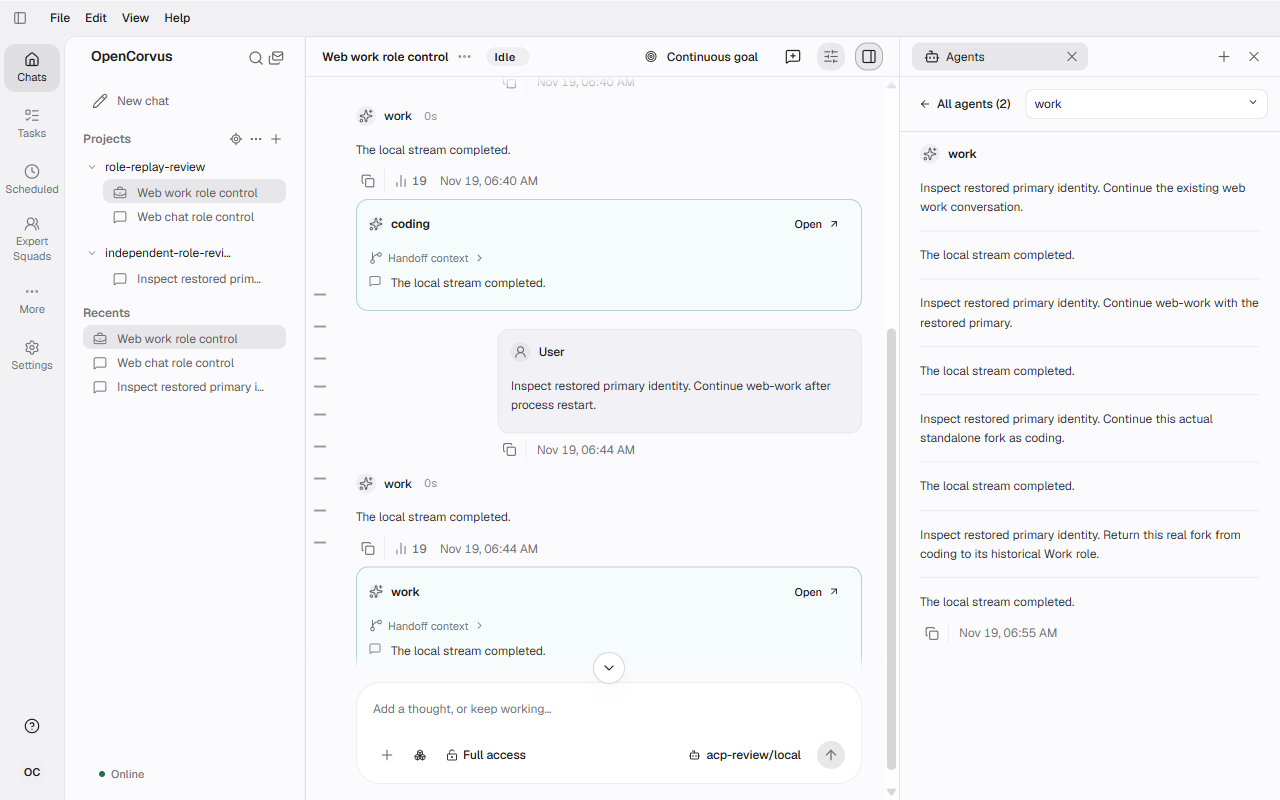 File Edit View Help
Chats
Tasks
Scheduled
Expert
Squads
More
Settings
OC
OpenCorvus
New chat
Projects
role-replay-review
Web work role control
Web chat role control
independent-role-revi…
Inspect restored prim…
Recents
Web work role control
Web chat role control
Inspect restored primary i…
Online
Web work role control Idle Continuous goal
Nov 19, 06:40 AM
work 0s
The local stream completed.
19 Nov 19, 06:40 AM
coding Open
Handoff context
The local stream completed.
User
Inspect restored primary identity. Continue web-work after
process restart.
Nov 19, 06:44 AM
work 0s
The local stream completed.
19 Nov 19, 06:44 AM
work Open
Handoff context
The local stream completed.
Add a thought, or keep working…
Full access acp-review/local
Agents
All agents (2) work
work
Inspect restored primary identity. Continue the existing web
work conversation.
The local stream completed.
Inspect restored primary identity. Continue web-work with the
restored primary.
The local stream completed.
Inspect restored primary identity. Continue this actual
standalone fork as coding.
The local stream completed.
Inspect restored primary identity. Return this real fork from
coding to its historical Work role.
The local stream completed.
Nov 19, 06:55 AM